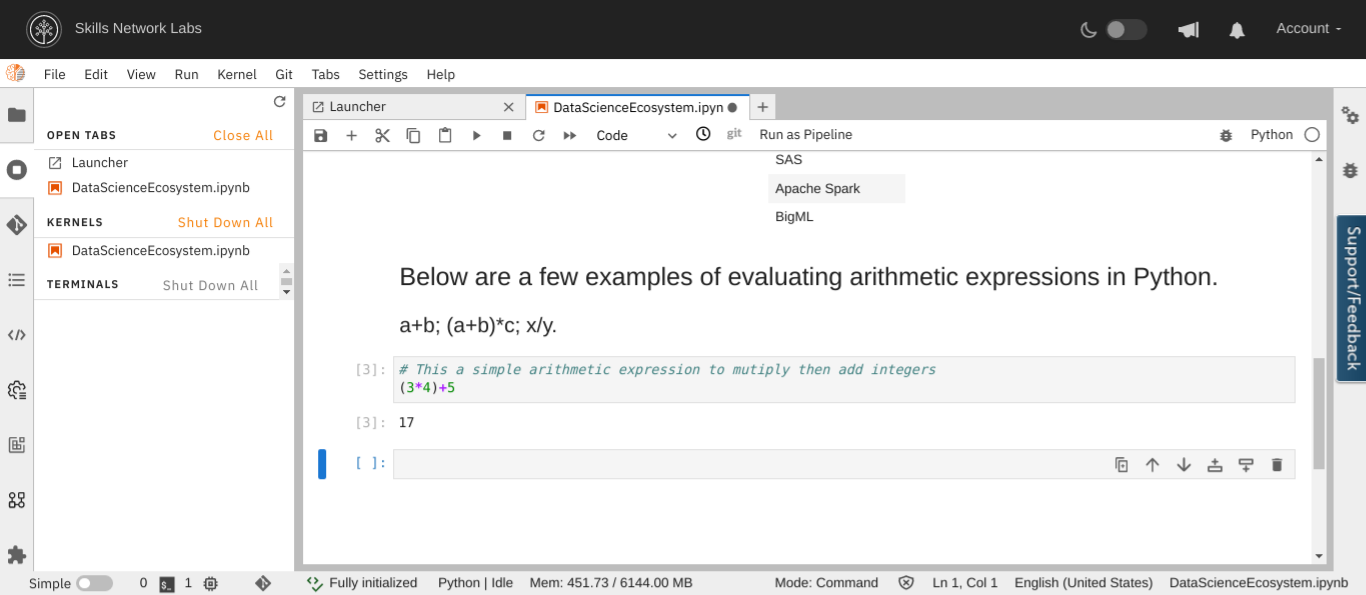 Skills Network Labs
Account
File Edit View Run Kernel Git Tabs Settings Help
OPEN TABS Close All
Launcher
DataScienceEcosystem.ipynb
KERNELS Shut Down All
DataScienceEcosystem.ipynb
TERMINALS Shut Down All
Launcher DataScienceEcosystem.ipyn
Code git Run as Pipeline Python
SAS
Apache Spark
BigML
Below are a few examples of evaluating arithmetic expressions in Python.
a+b; (a+b)*c; x/y.
[3]: # This a simple arithmetic expression to mutiply then add integers
(3*4)+5
[3]: 17
[ ]:
Support/Feedback
Simple 0 $_ 1 Fully initialized Python | Idle Mem: 451.73 / 6144.00 MB Mode: Command Ln 1, Col 1 English (United States) DataScienceEcosystem.ipynb